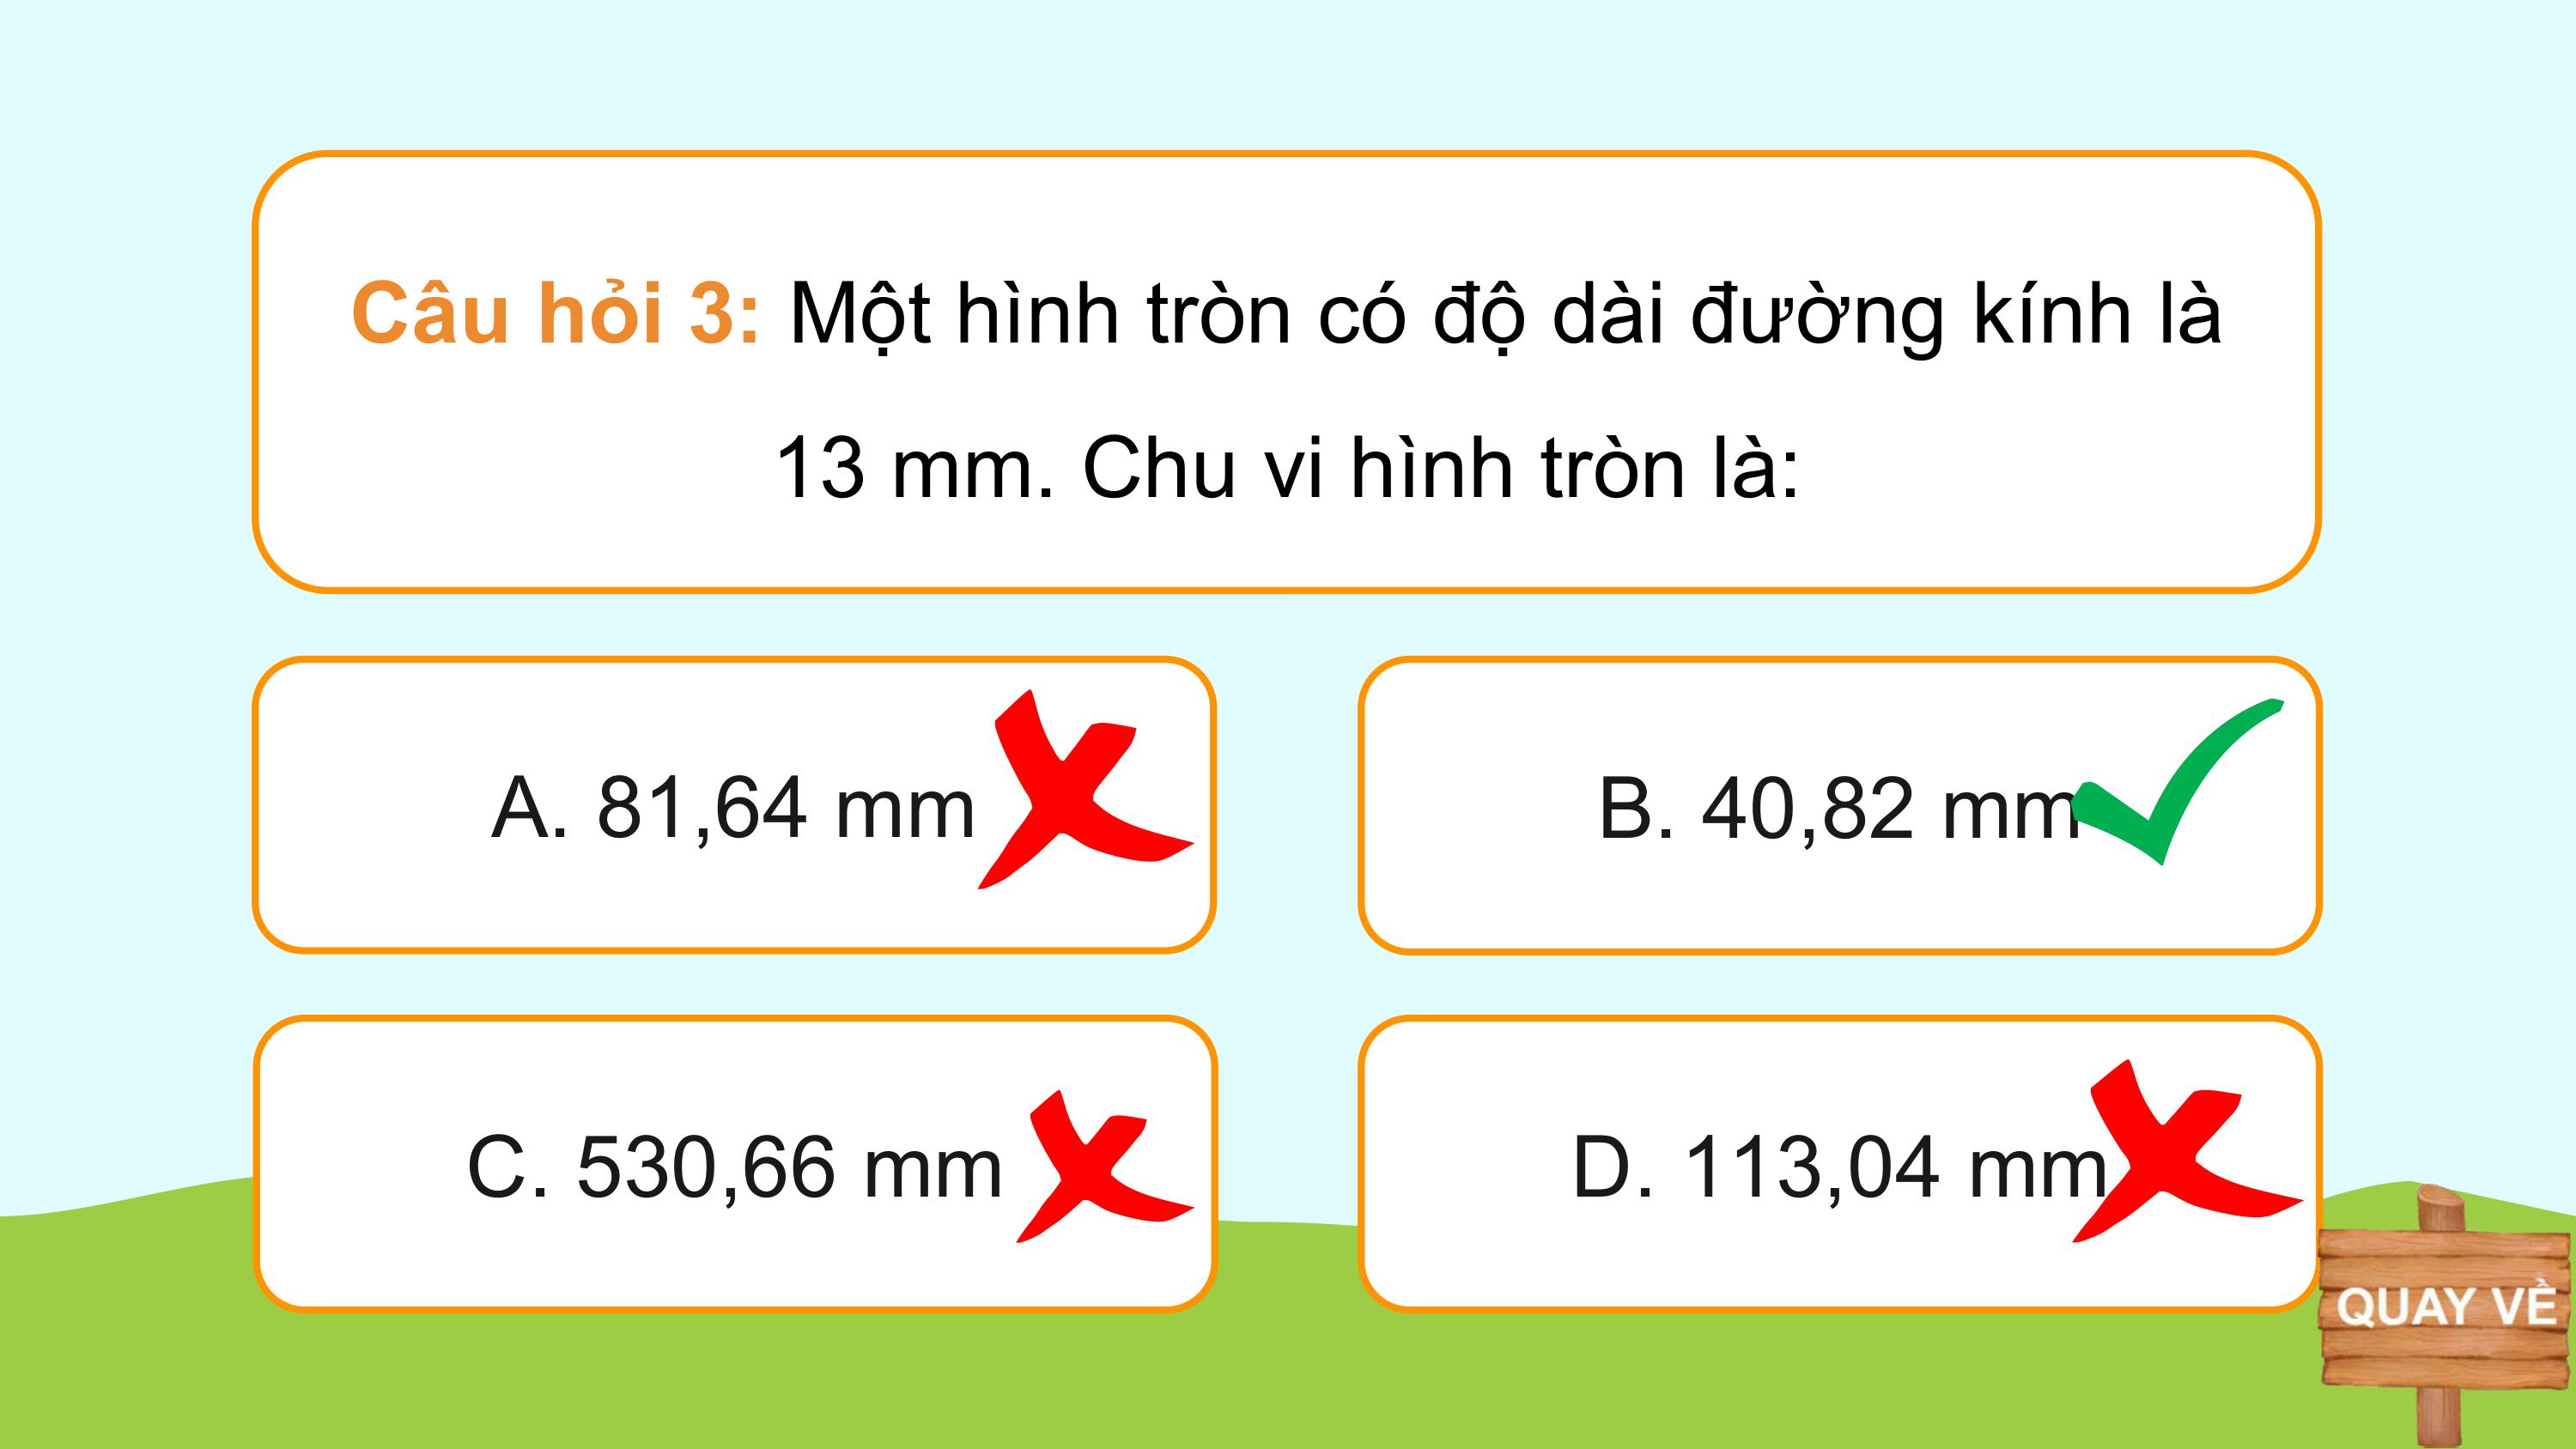 Câu hỏi 3: Một hình tròn có độ dài đường kính là
13 mm. Chu vi hình tròn là:
A. 81,64 mm
B. 40,82 mm
C. 530,66 mm
D. 113,04 mm
QUAY VỀ